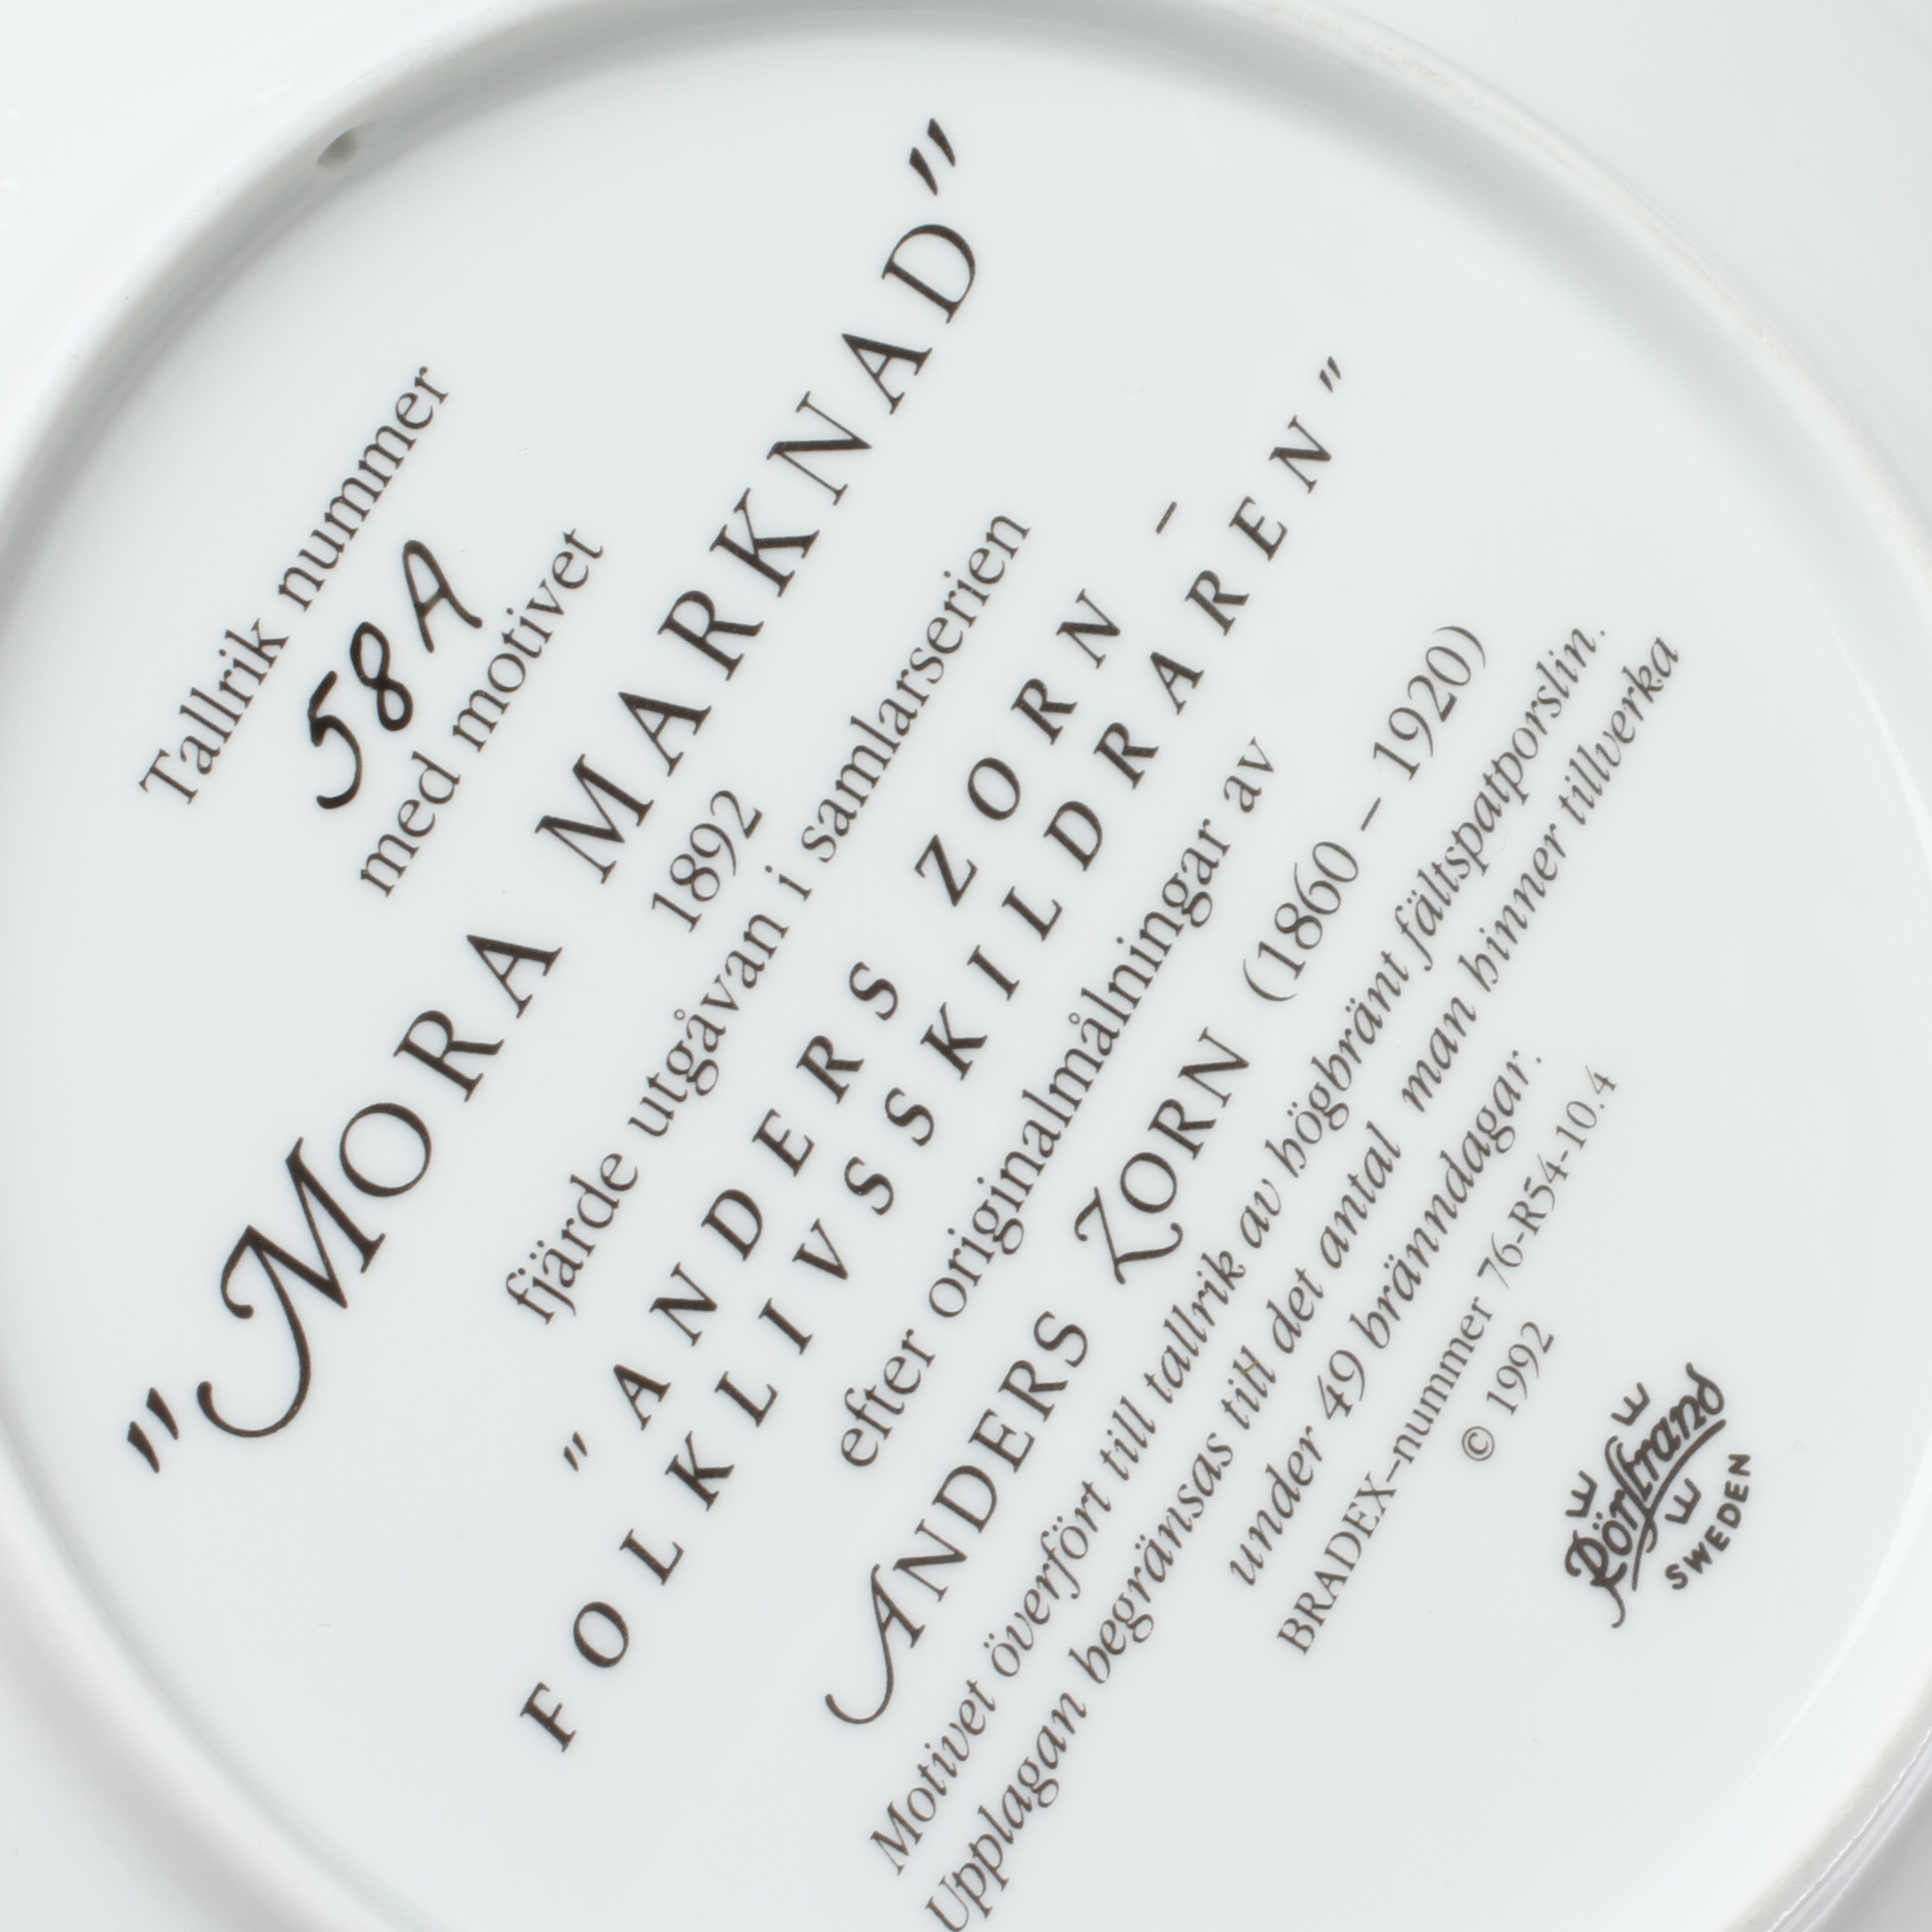 Tallrik nummer
58A
med motivet
"MORA MARKNAD"
1892
fjärde utgåvan i samlarserien
"ANDERS ZORN –
FOLKLIVSSKILDRAREN"
efter originalmålningar av
ANDERS ZORN (1860 – 1920)
Motivet överfört till tallrik av högbränt fältspatporslin.
Upplagan begränsas till det antal man hinner tillverka
under 49 bränndagar.
BRADEX–nummer 76-R54-10.4
© 1992
Rörstrand
SWEDEN